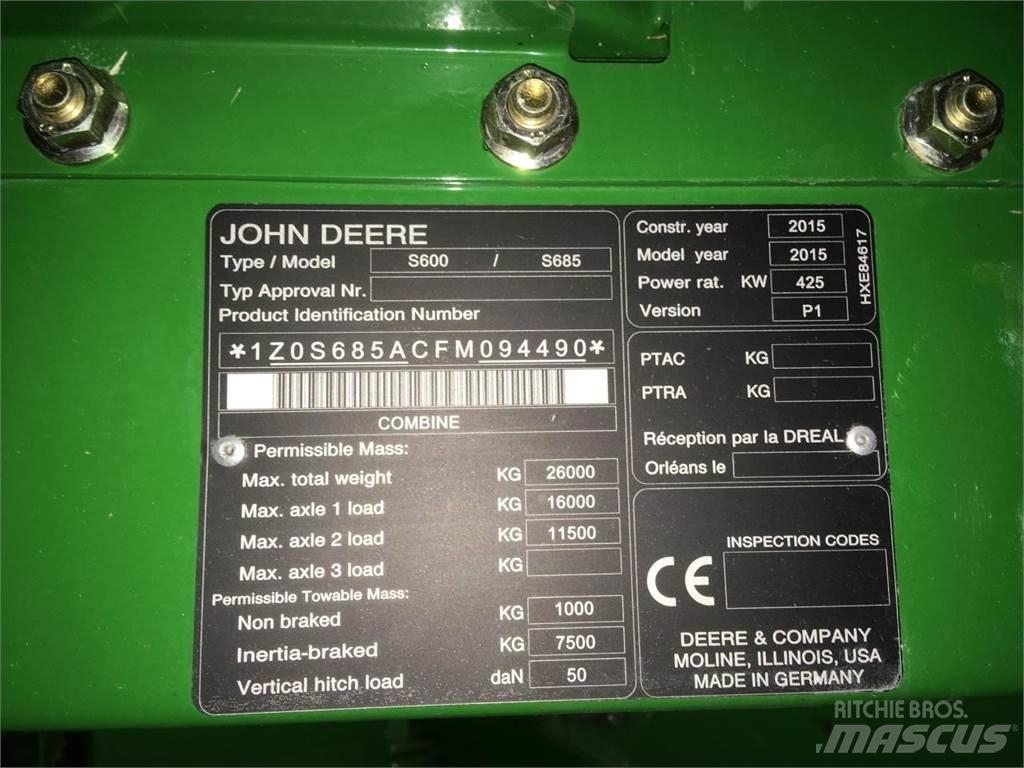 JOHN DEERE
Type / Model S600 / S685
Typ Approval Nr.
Product Identification Number
*1Z0S685ACFM094490*
COMBINE
Permissible Mass:
Max. total weight KG 26000
Max. axle 1 load KG 16000
Max. axle 2 load KG 11500
Max. axle 3 load KG
Permissible Towable Mass:
Non braked KG 1000
Inertia-braked KG 7500
Vertical hitch load daN 50
Constr. year 2015
Model year 2015
Power rat. KW 425
Version P1
HXE84617
PTAC KG
PTRA KG
Réception par la DREAL
Orléans le
INSPECTION CODES
CE
DEERE & COMPANY
MOLINE, ILLINOIS, USA
MADE IN GERMANY
RITCHIE BROS.
MASCUS